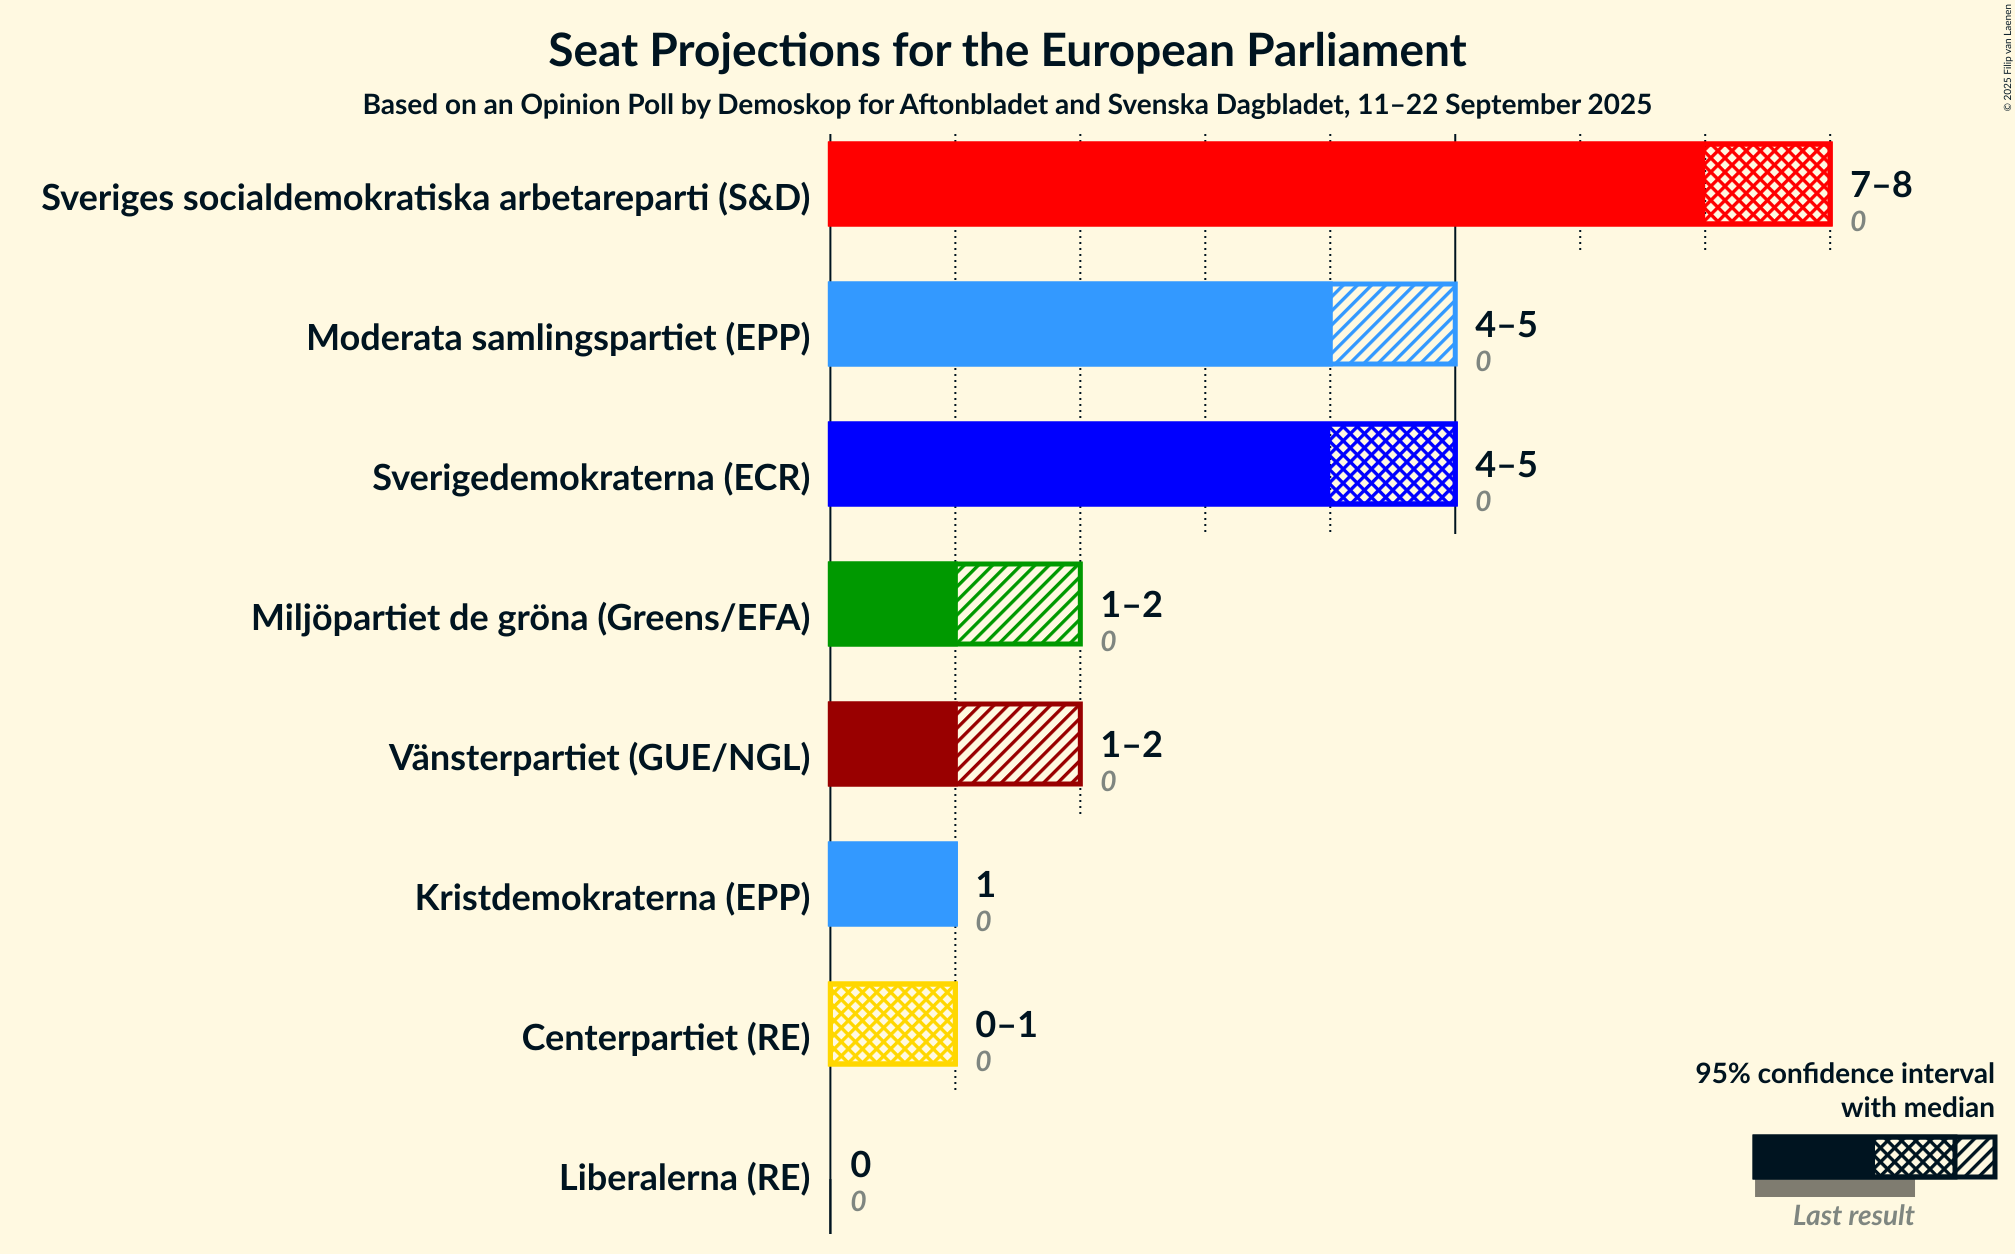 Seat Projections for the European Parliament
Based on an Opinion Poll by Demoskop for Aftonbladet and Svenska Dagbladet, 11–22 September 2025
© 2025 Filip van Laenen
Sveriges socialdemokratiska arbetareparti (S&D)
7–8
0
Moderata samlingspartiet (EPP)
4–5
0
Sverigedemokraterna (ECR)
4–5
0
Miljöpartiet de gröna (Greens/EFA)
1–2
0
Vänsterpartiet (GUE/NGL)
1–2
0
Kristdemokraterna (EPP)
1
0
Centerpartiet (RE)
0–1
0
Liberalerna (RE)
0
0
95% confidence interval
with median
Last result